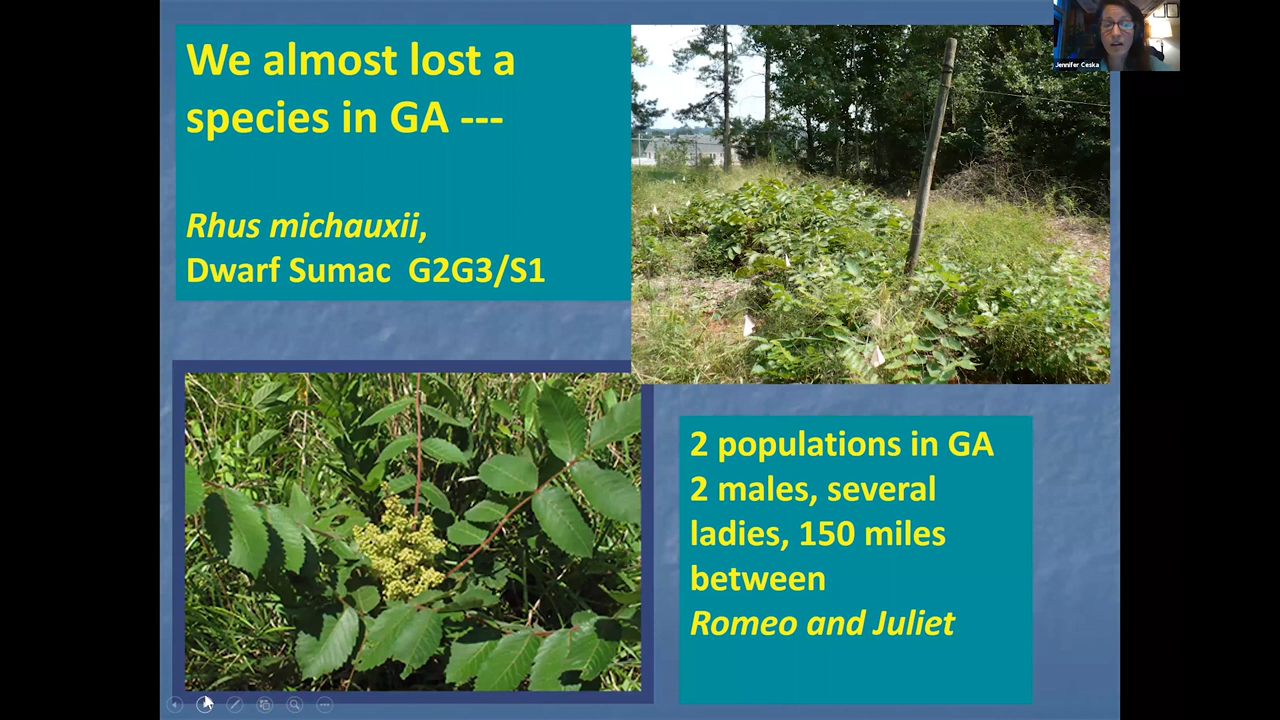 We almost lost a
species in GA ---
Rhus michauxii,
Dwarf Sumac G2G3/S1
Jennifer Ceska
2 populations in GA
2 males, several
ladies, 150 miles
between
Romeo and Juliet